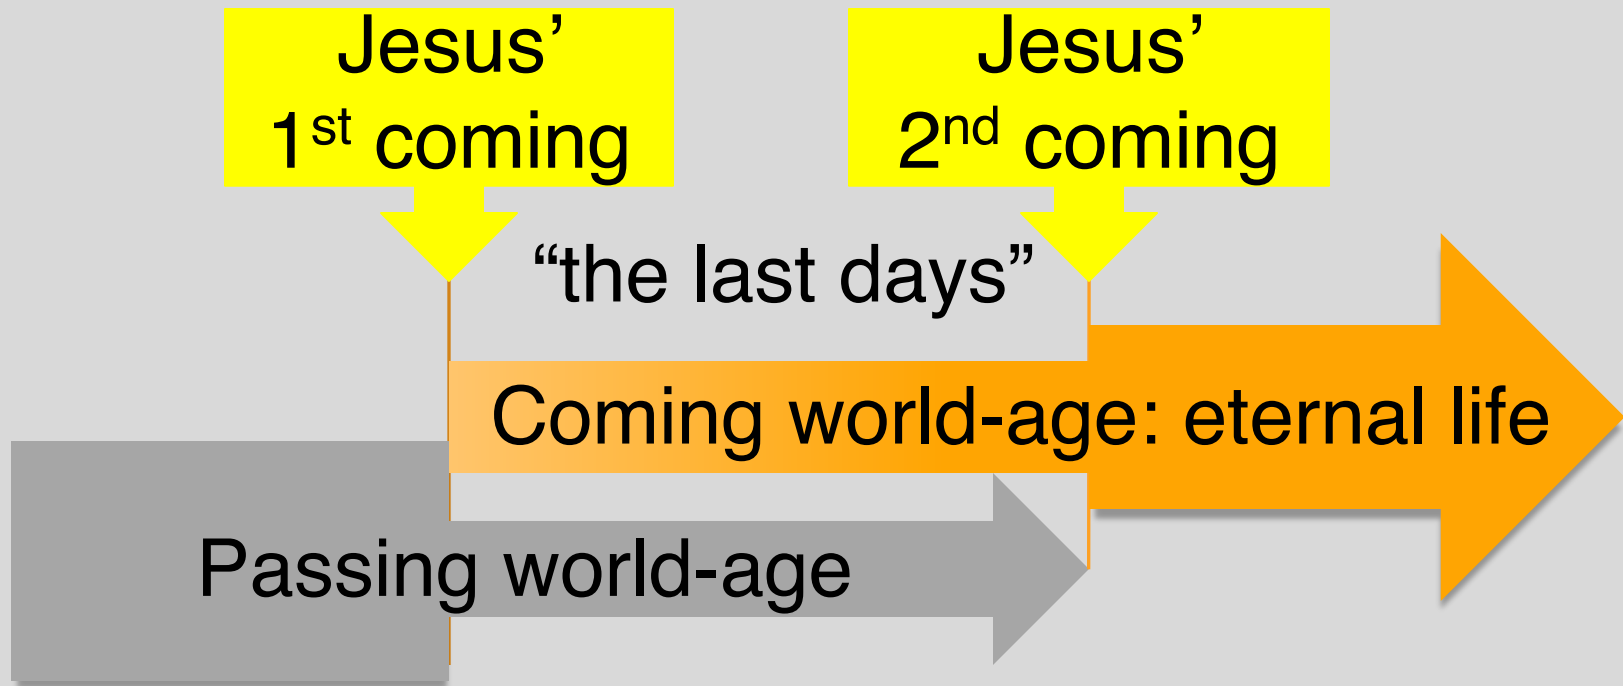 Jesus’
1st coming
Jesus’
2nd coming
“the last days”
Coming world-age: eternal life
Passing world-age